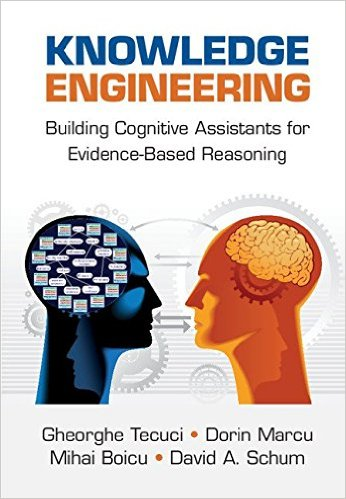 KNOWLEDGE
ENGINEERING
Building Cognitive Assistants for
Evidence-Based Reasoning
Gheorghe Tecuci • Dorin Marcu
Mihai Boicu • David A. Schum